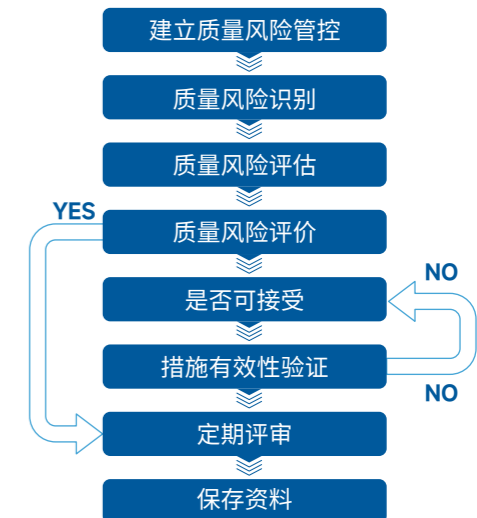 建立质量风险管控
质量风险识别
质量风险评估
YES
质量风险评价
NO
是否可接受
措施有效性验证
NO
定期评审
保存资料